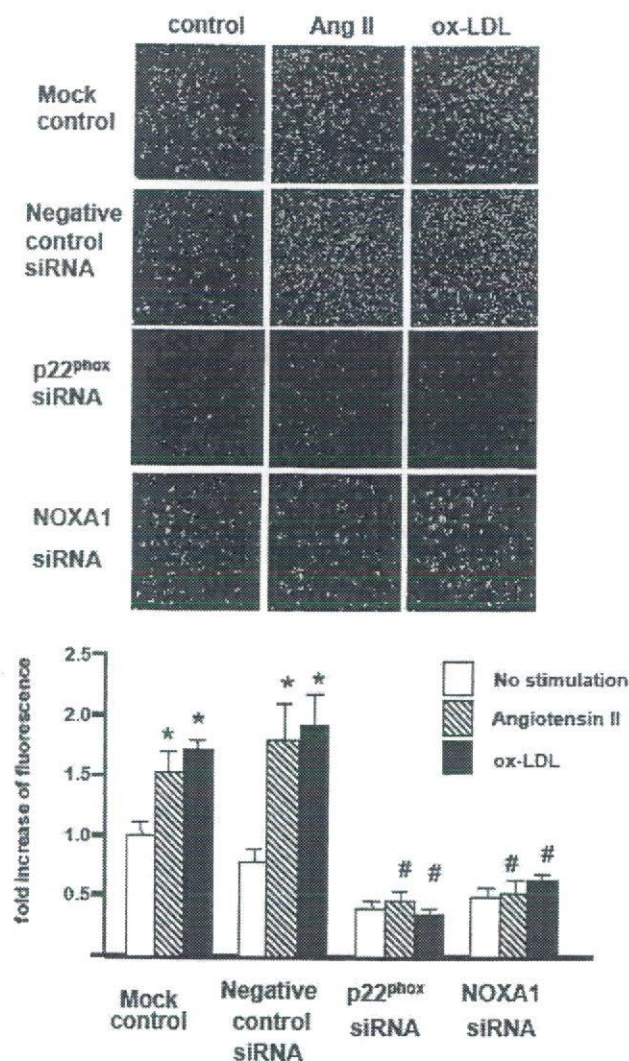 control Ang II ox-LDL
Mock
control
Negative
control
siRNA
p22phox
siRNA
NOXA1
siRNA
fold increase of fluorescence
2.5
2.0
1.5
1.0
0.5
* * * * # # # #
No stimulation
Angiotensin II
ox-LDL
Mock
control
Negative
control
siRNA
p22phox
siRNA
NOXA1
siRNA